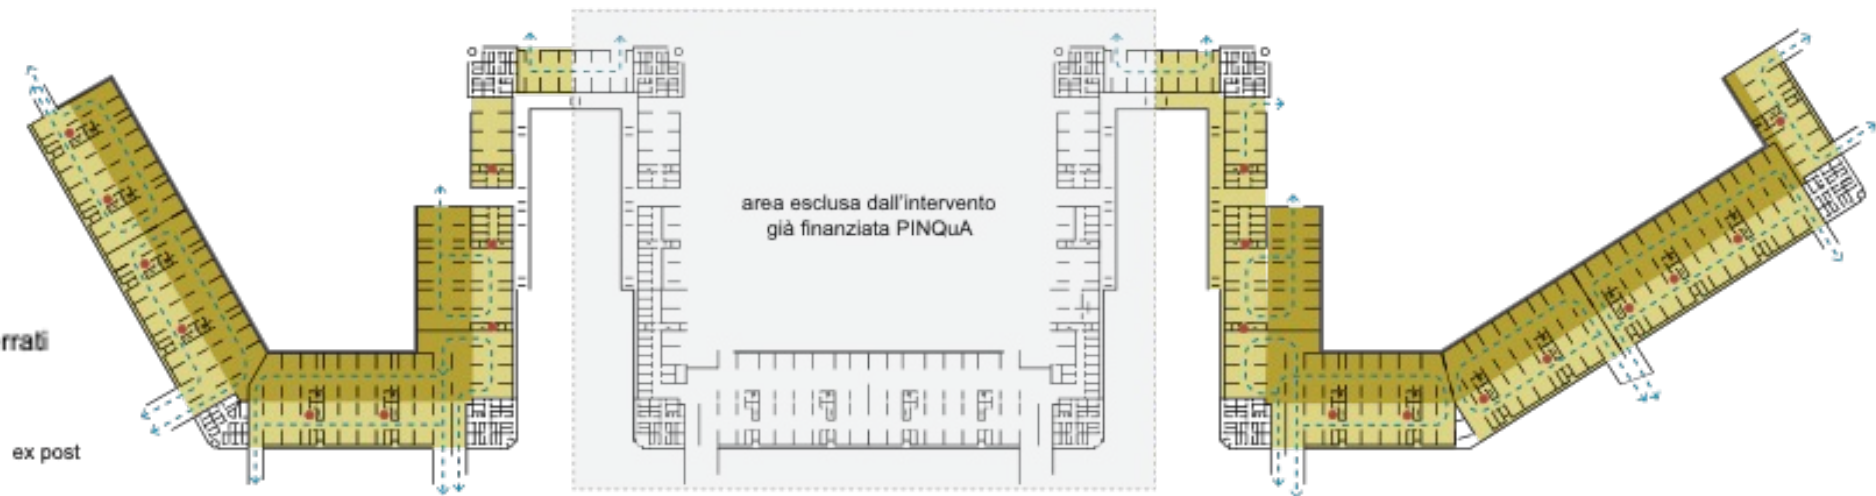 area esclusa dall'intervento
già finanziata PINQuA
rrati
ex post